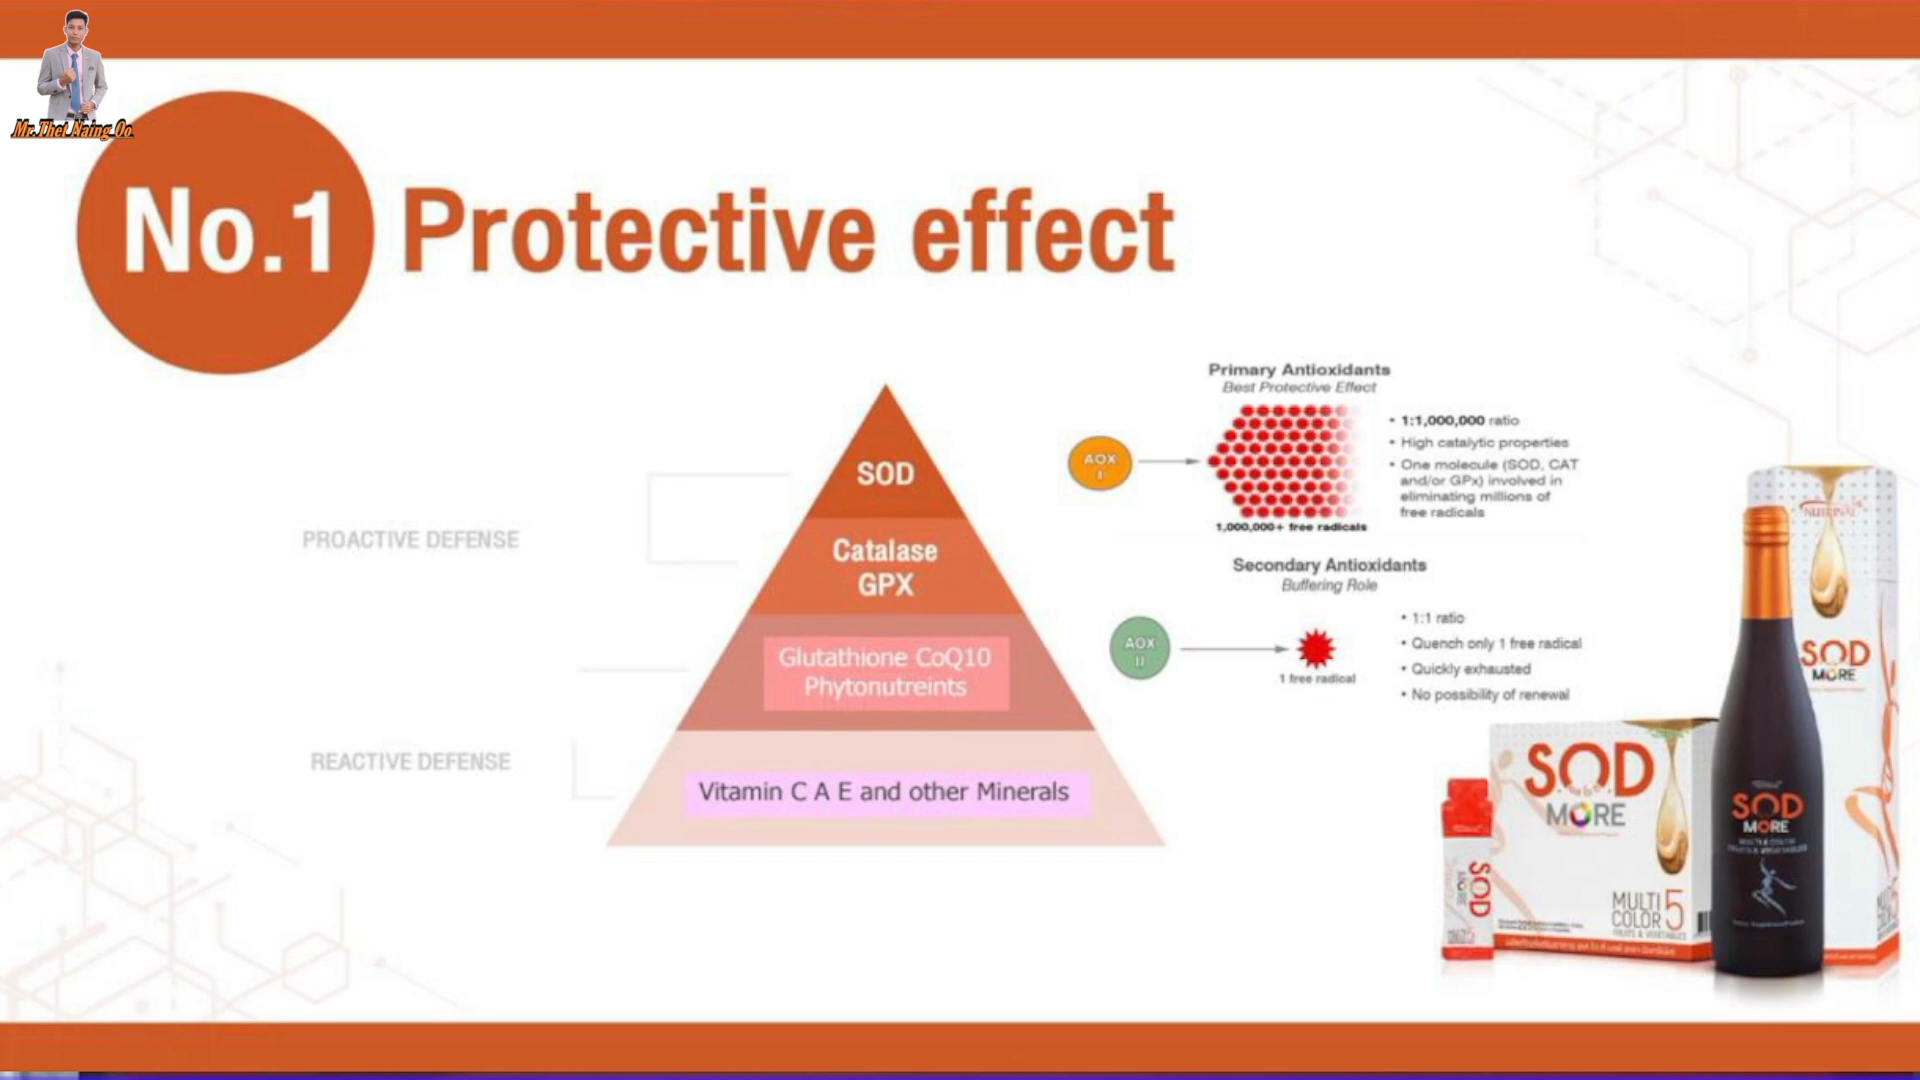 Mr.Thet Naing Oo
No.1 Protective effect
PROACTIVE DEFENSE
REACTIVE DEFENSE
SOD
Catalase
GPX
Glutathione CoQ10
Phytonutreints
Vitamin C A E and other Minerals
Primary Antioxidants
Best Protective Effect
AOX
I
1,000,000+ free radicals
• 1:1,000,000 ratio
• High catalytic properties
• One molecule (SOD, CAT
and/or GPx) involved in
eliminating millions of
free radicals
Secondary Antioxidants
Buffering Role
AOX
II
1 free radical
• 1:1 ratio
• Quench only 1 free radical
• Quickly exhausted
• No possibility of renewal
SOD
MORE
SOD
MORE
MULTI 5
COLOR
FRUITS & VEGETABLES
SOD
MORE
SOD
MORE